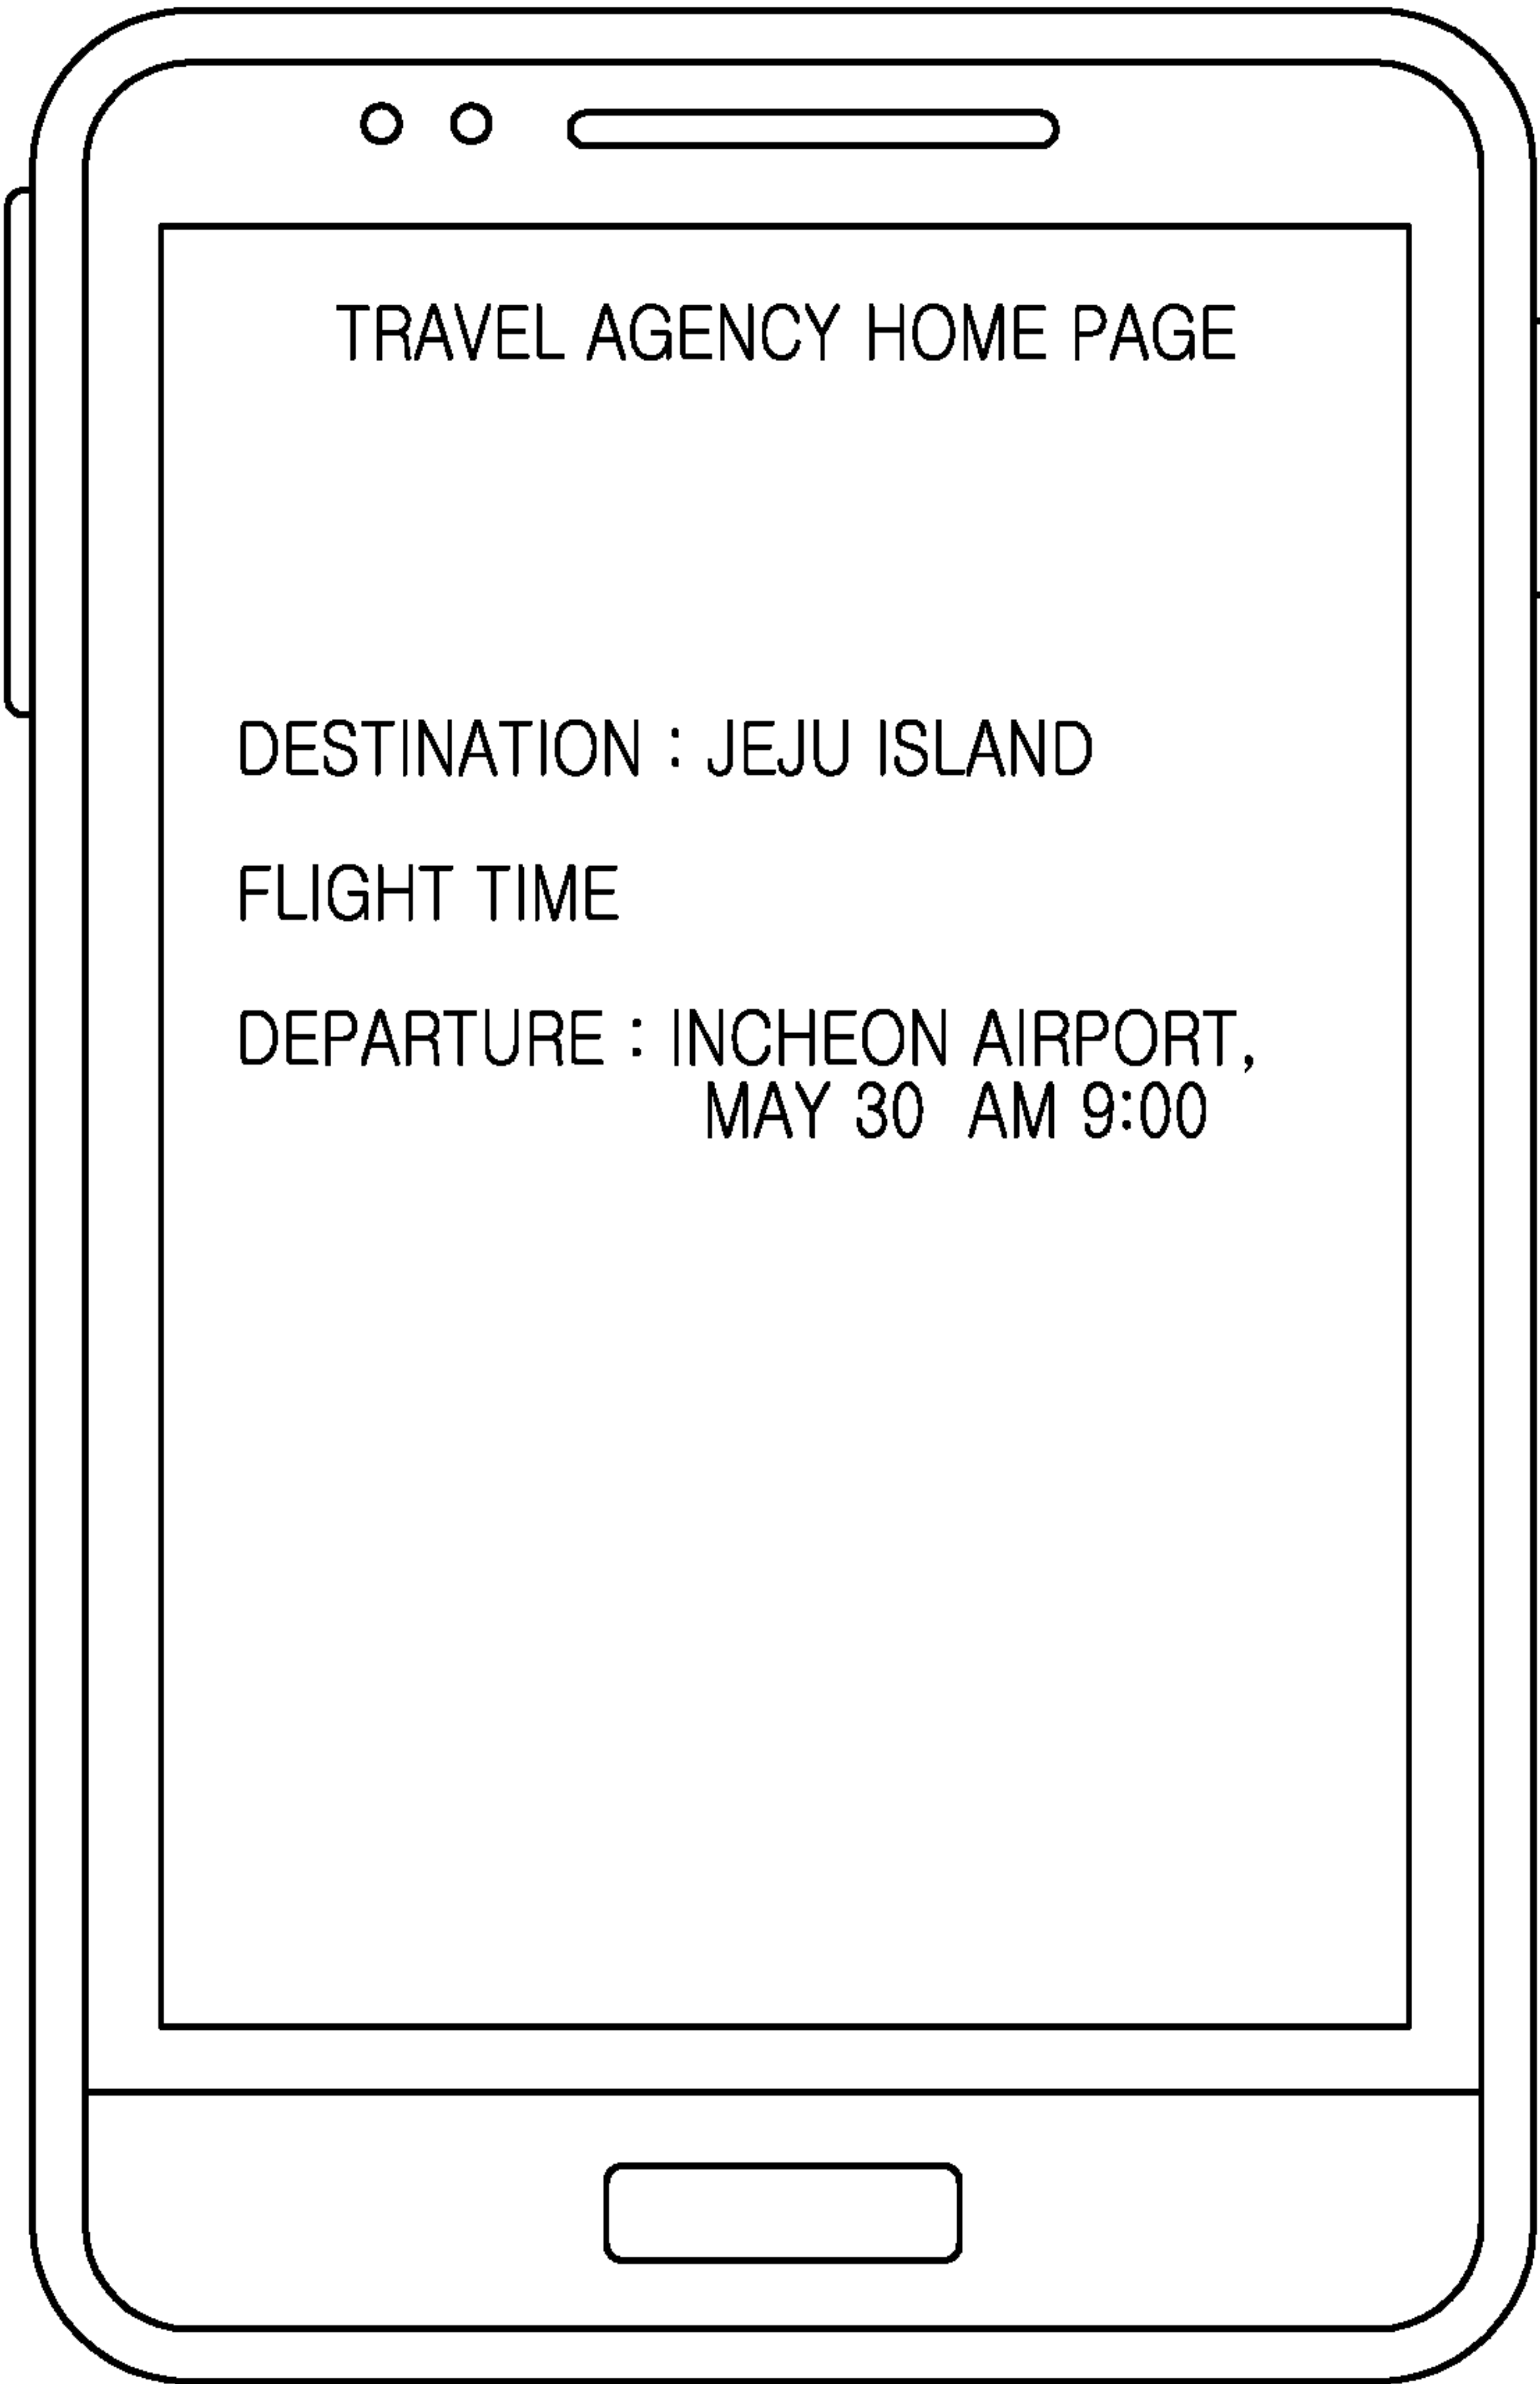 TRAVEL AGENCY HOME PAGE
DESTINATION : JEJU ISLAND
FLIGHT TIME
DEPARTURE : INCHEON AIRPORT,
MAY 30 AM 9:00